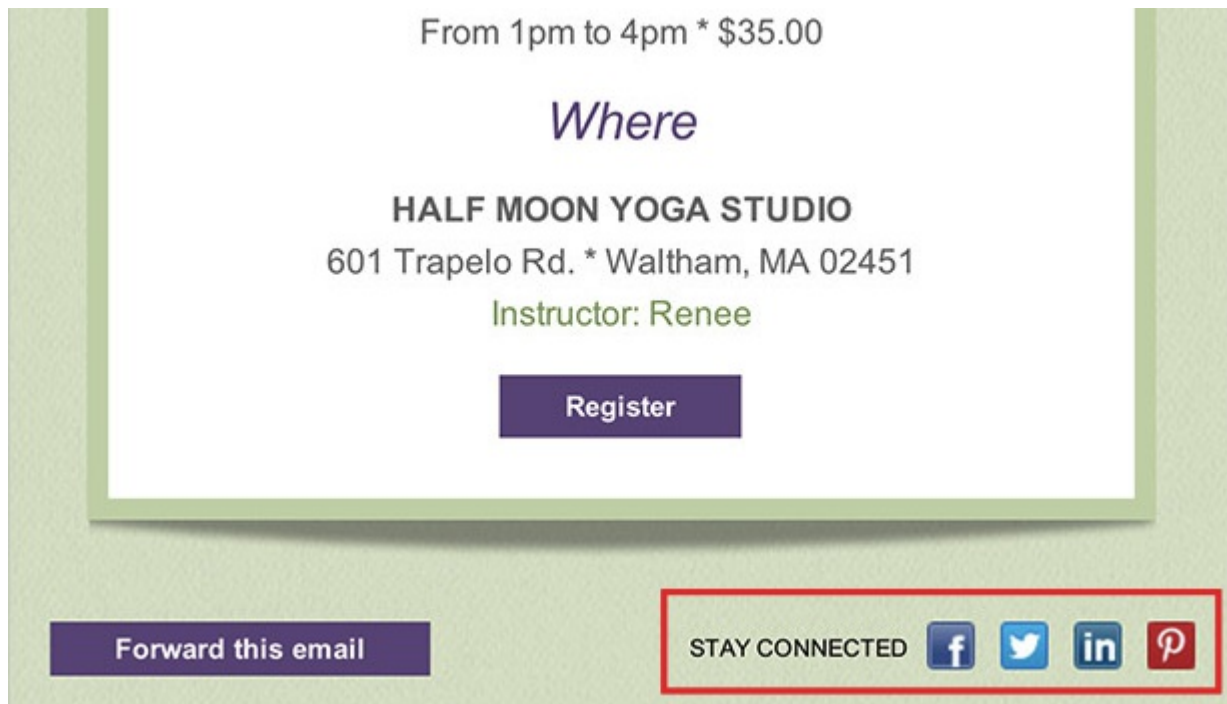 From 1pm to 4pm * $35.00
Where
HALF MOON YOGA STUDIO
601 Trapelo Rd. * Waltham, MA 02451
Instructor: Renee
Register
Forward this email
STAY CONNECTED f in